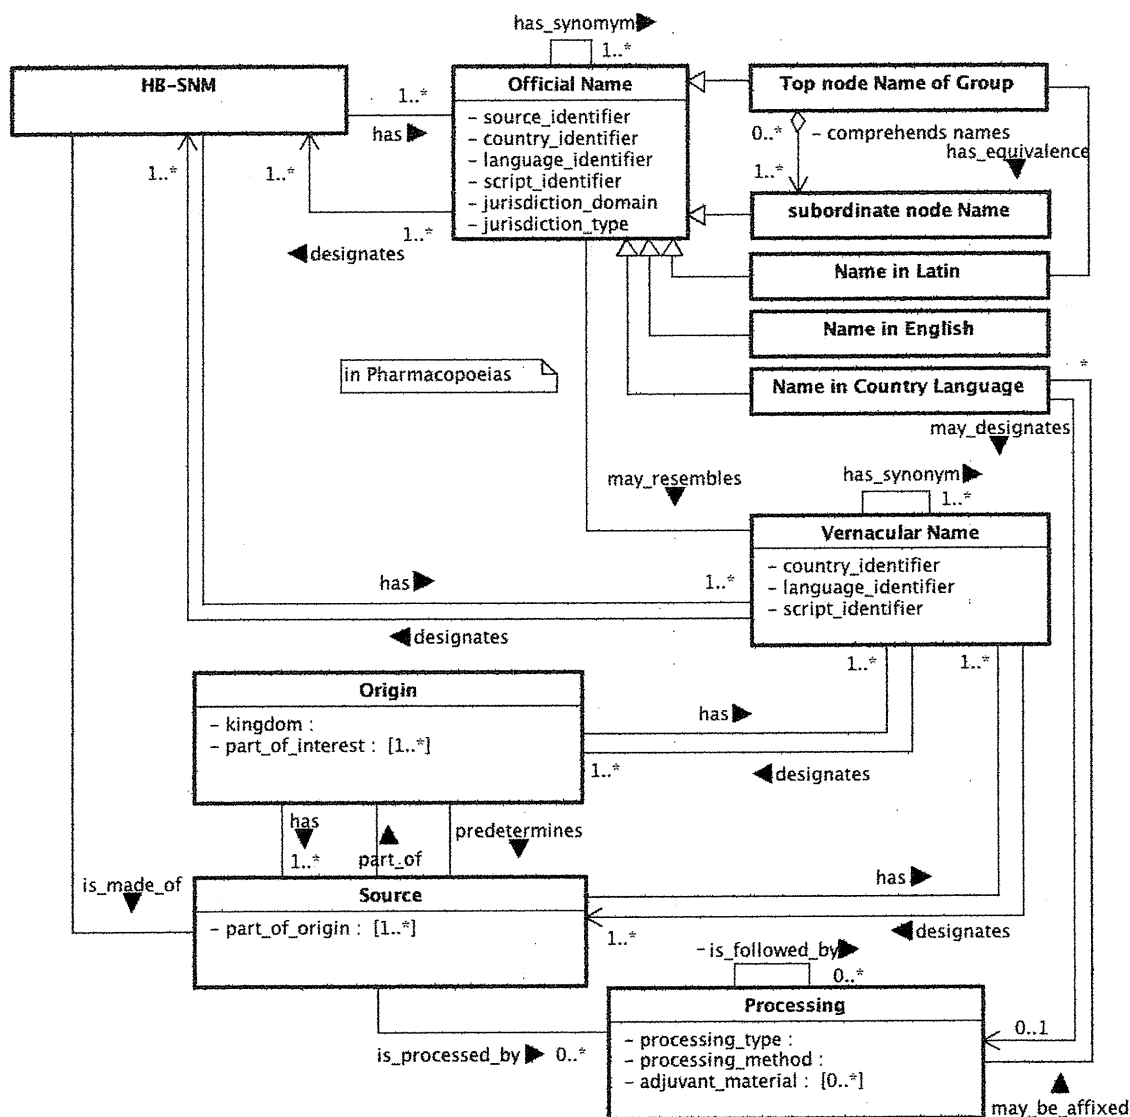 has_synomym
1..*
HB-SNM
Official Name
- source_identifier
- country_identifier
- language_identifier
- script_identifier
- jurisdiction_domain
- jurisdiction_type
1..*
has
1..*
1..*
1..*
designates
Top node Name of Group
0..*
- comprehends names
has_equivalence
1..*
subordinate node Name
Name in Latin
Name in English
Name in Country Language
*
in Pharmacopoeias
may_designates
may_resembles
has_synonym
1..*
Vernacular Name
- country_identifier
- language_identifier
- script_identifier
has
1..*
designates
1..*
1..*
Origin
- kingdom :
- part_of_interest : [1..*]
has
1..*
designates
has
1..*
part_of
predetermines
is_made_of
Source
- part_of_origin : [1..*]
has
1..*
designates
- is_followed_by
0..*
Processing
- processing_type :
- processing_method :
- adjuvant_material : [0..*]
is_processed_by
0..*
0..1
may_be_affixed